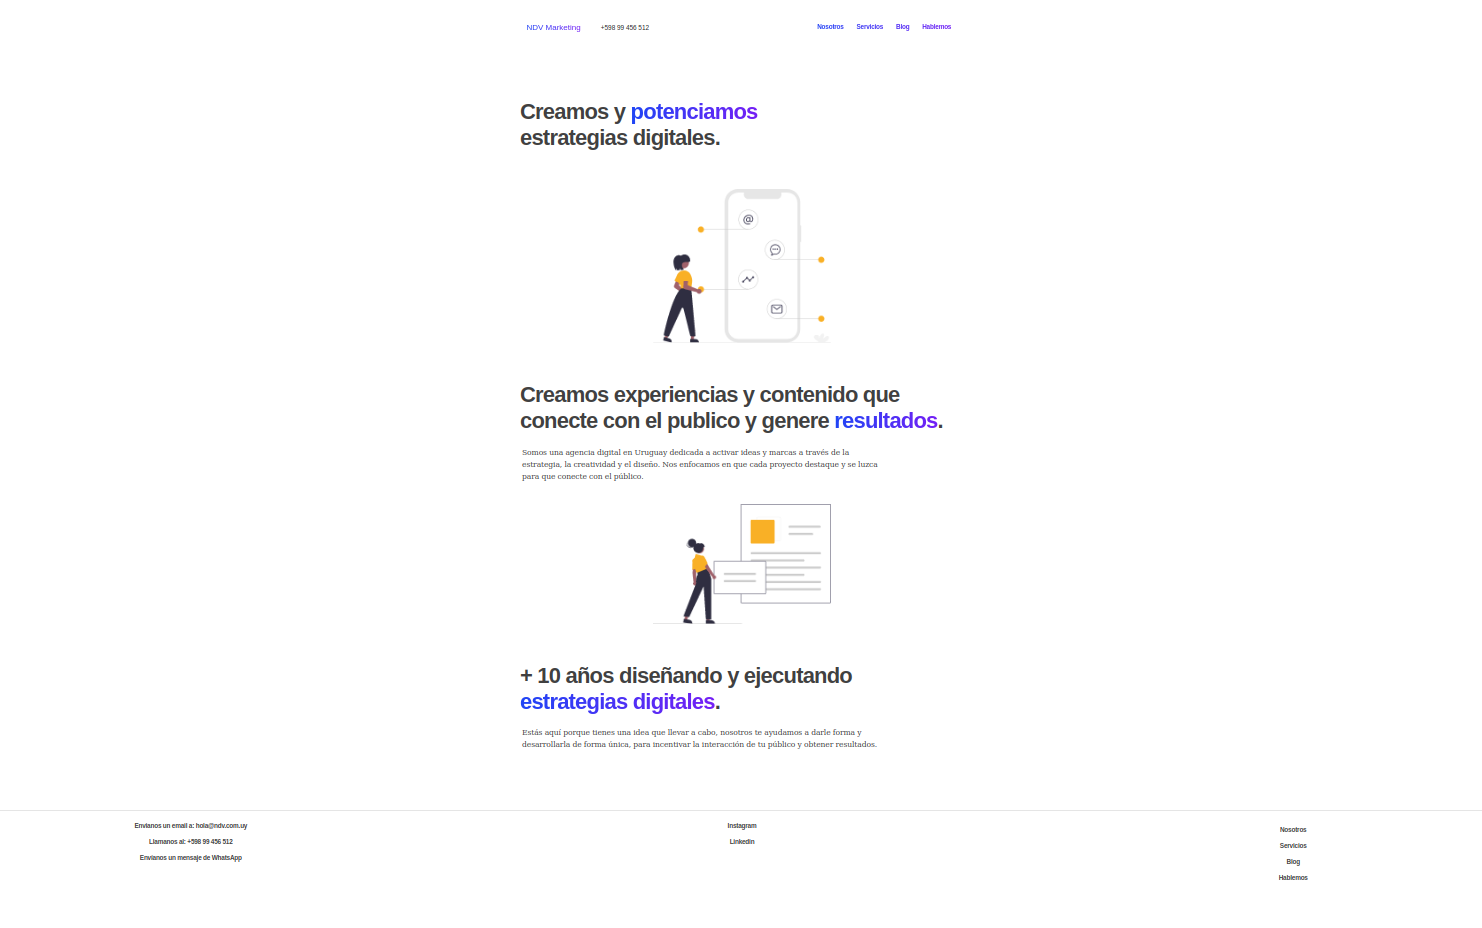 NDV Marketing +598 99 456 512 Nosotros Servicios Blog Hablemos
Creamos y potenciamos
estrategias digitales.
@
Creamos experiencias y contenido que
conecte con el publico y genere resultados.
Somos una agencia digital en Uruguay dedicada a activar ideas y marcas a través de la
estrategia, la creatividad y el diseño. Nos enfocamos en que cada proyecto destaque y se luzca
para que conecte con el público.
+ 10 años diseñando y ejecutando
estrategias digitales.
Estás aquí porque tienes una idea que llevar a cabo, nosotros te ayudamos a darle forma y
desarrollarla de forma única, para incentivar la interacción de tu público y obtener resultados.
Envianos un email a: hola@ndv.com.uy
Llamanos al: +598 99 456 512
Envianos un mensaje de WhatsApp
Instagram
Linkedin
Nosotros
Servicios
Blog
Hablemos